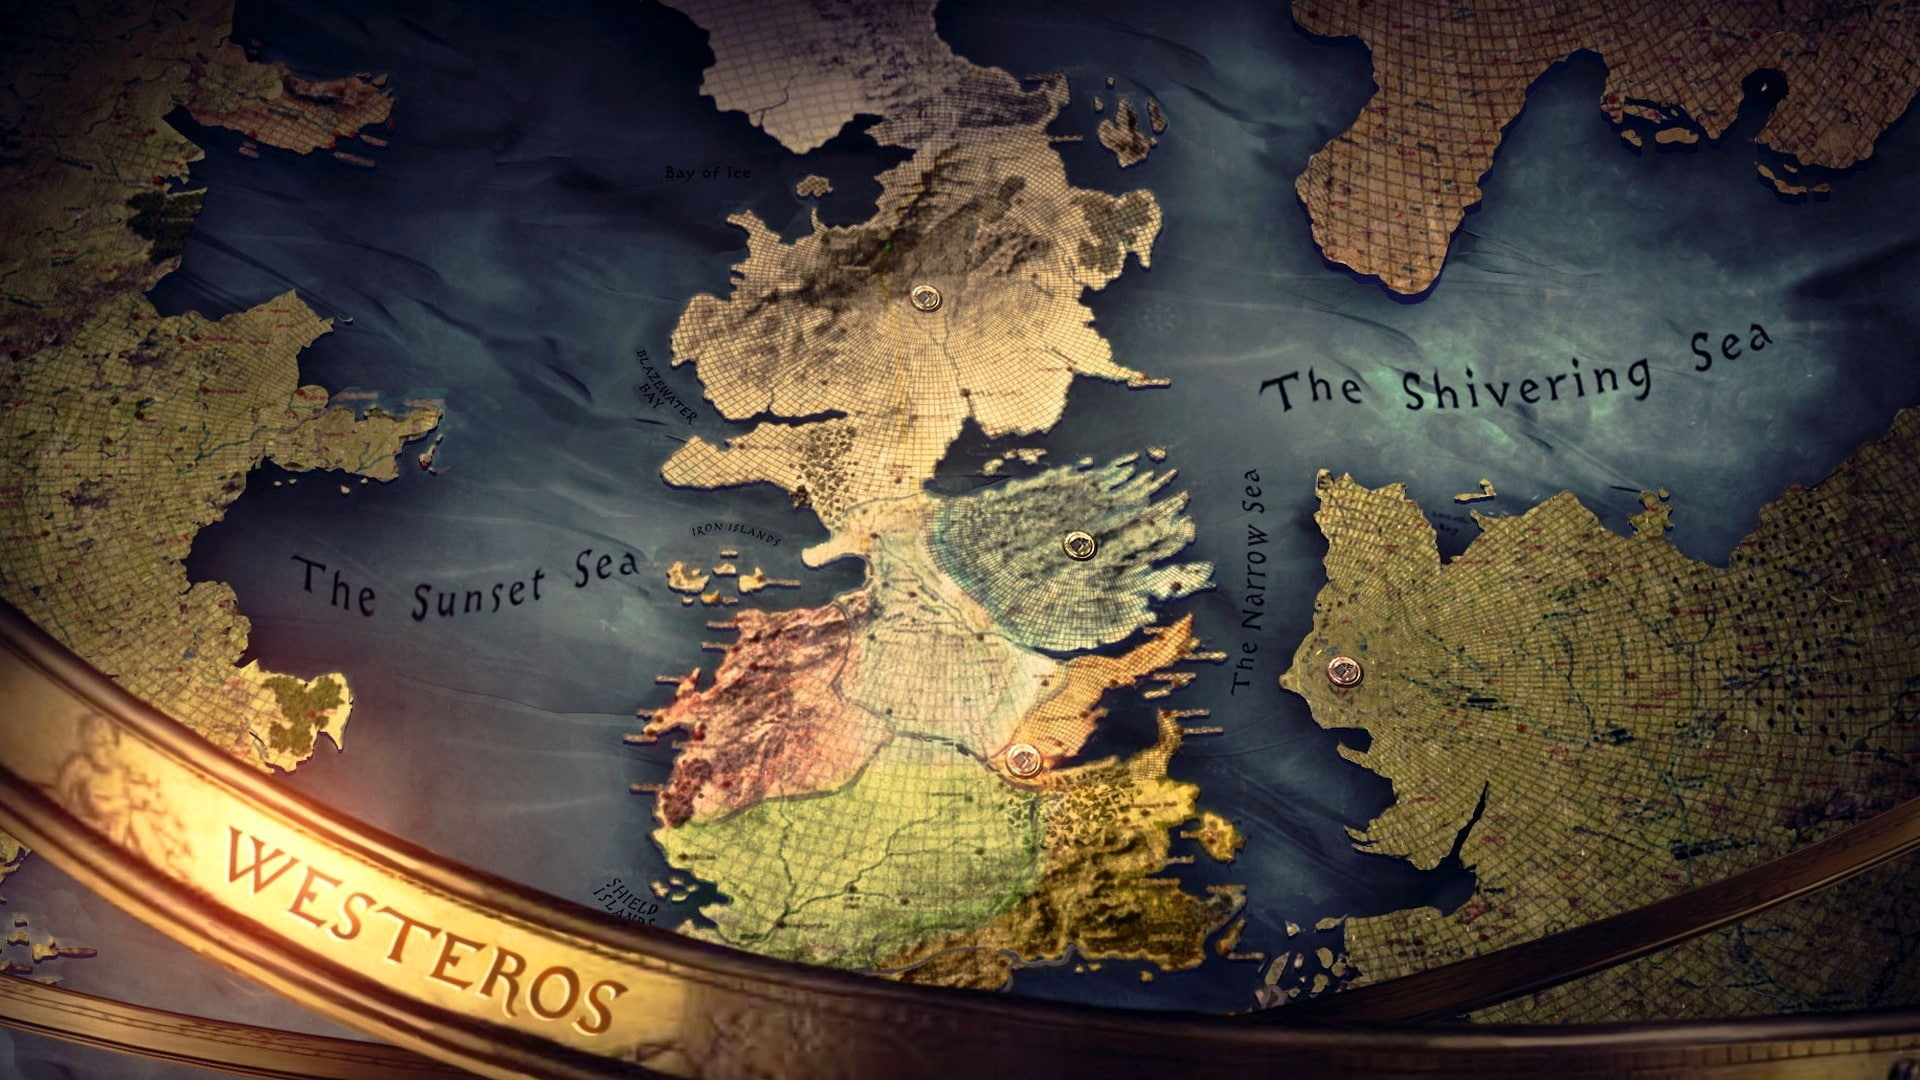 Bay of Ice
The Shivering Sea
BLAZEWATER
BAY
The Narrow Sea
IRON ISLANDS
The Sunset Sea
SHIELD
ISLANDS
WESTEROS